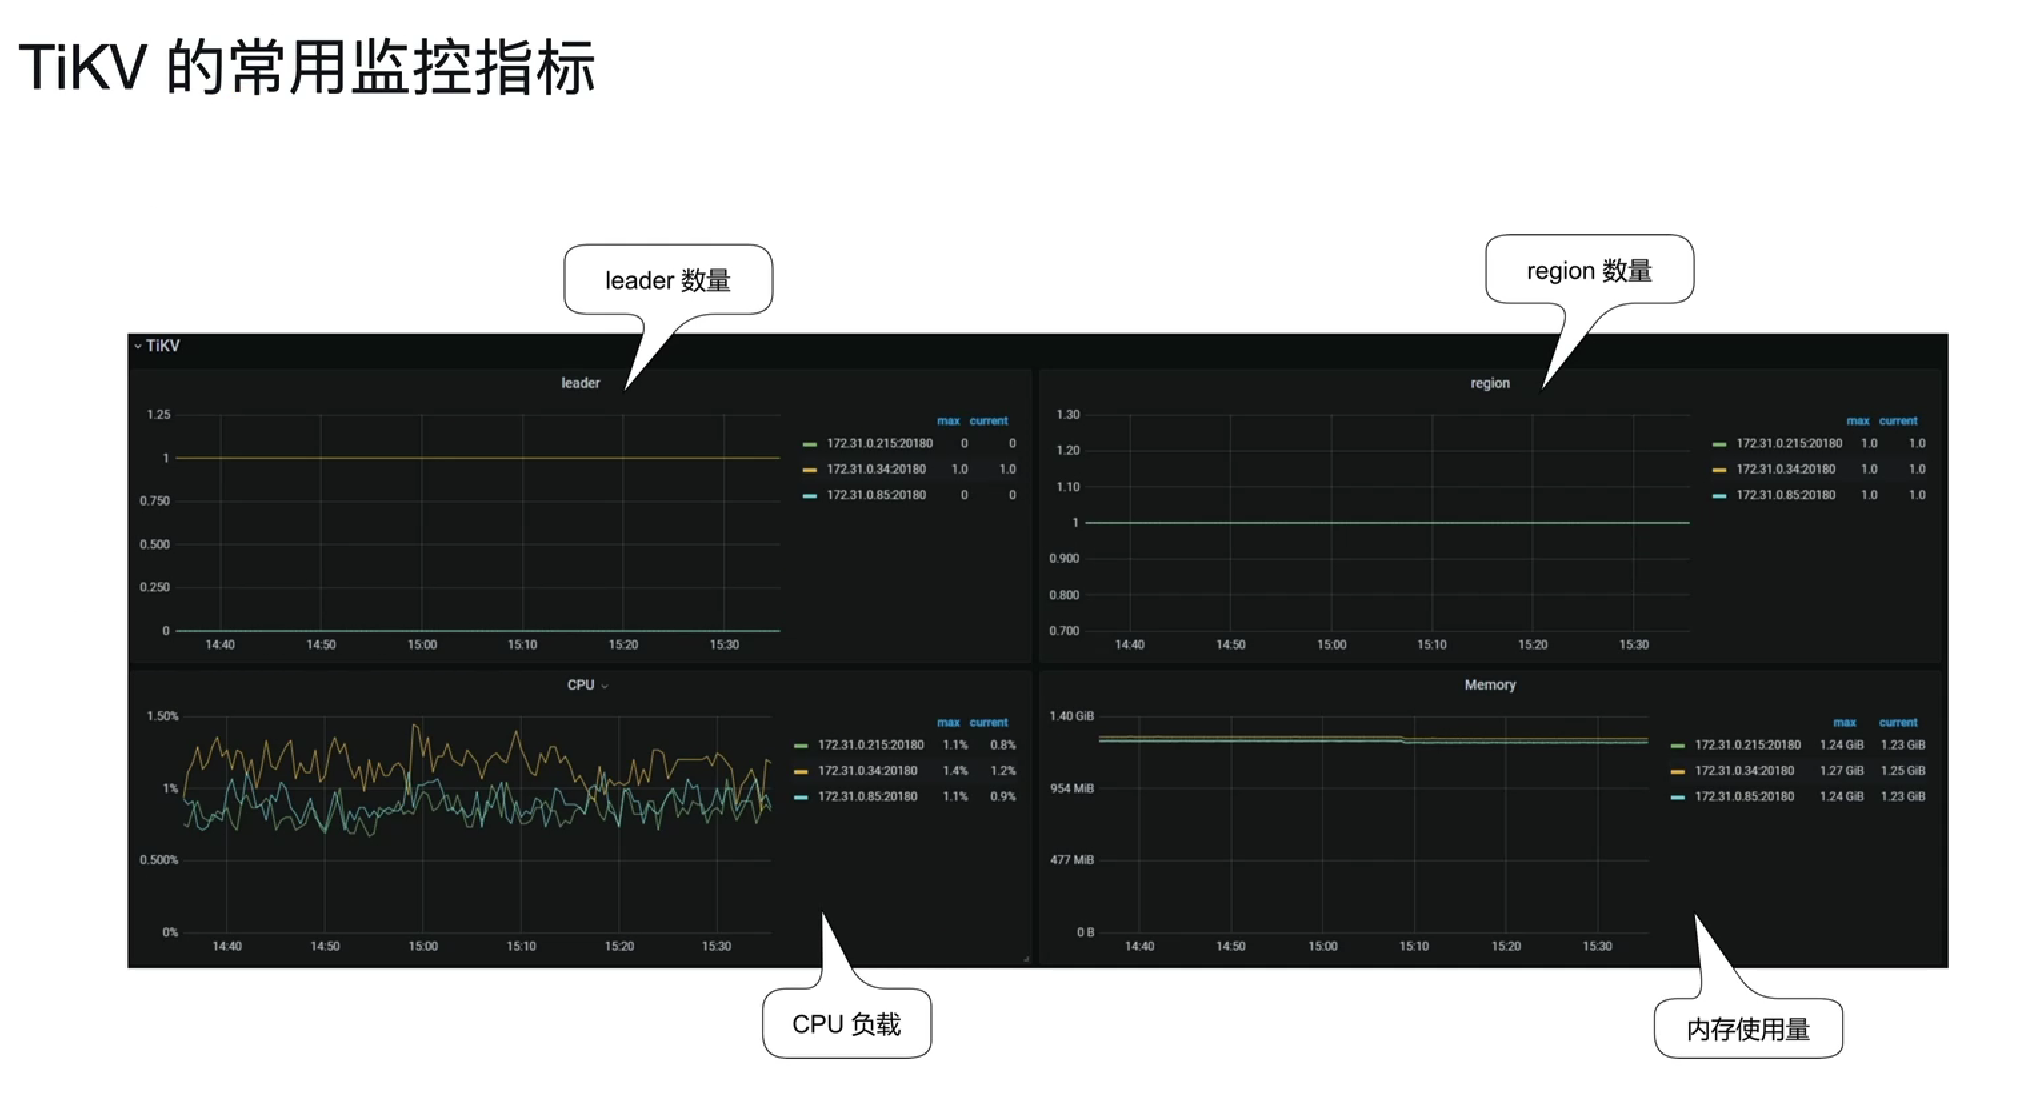 TiKV 的常用监控指标
leader 数量
region 数量
TiKV
leader
1.25
1
0.750
0.500
0.250
0
14:40 14:50 15:00 15:10 15:20 15:30
max current
172.31.0.215:20180 0 0
172.31.0.34:20180 1.0 1.0
172.31.0.85:20180 0 0
region
1.30
1.20
1.10
1
0.900
0.800
0.700
14:40 14:50 15:00 15:10 15:20 15:30
max current
172.31.0.215:20180 1.0 1.0
172.31.0.34:20180 1.0 1.0
172.31.0.85:20180 1.0 1.0
CPU
1.50%
1%
0.500%
0%
14:40 14:50 15:00 15:10 15:20 15:30
max current
172.31.0.215:20180 1.1% 0.8%
172.31.0.34:20180 1.4% 1.2%
172.31.0.85:20180 1.1% 0.9%
Memory
1.40 GiB
954 MiB
477 MiB
0 B
14:40 14:50 15:00 15:10 15:20 15:30
max current
172.31.0.215:20180 1.24 GiB 1.23 GiB
172.31.0.34:20180 1.27 GiB 1.25 GiB
172.31.0.85:20180 1.24 GiB 1.23 GiB
CPU 负载
内存使用量